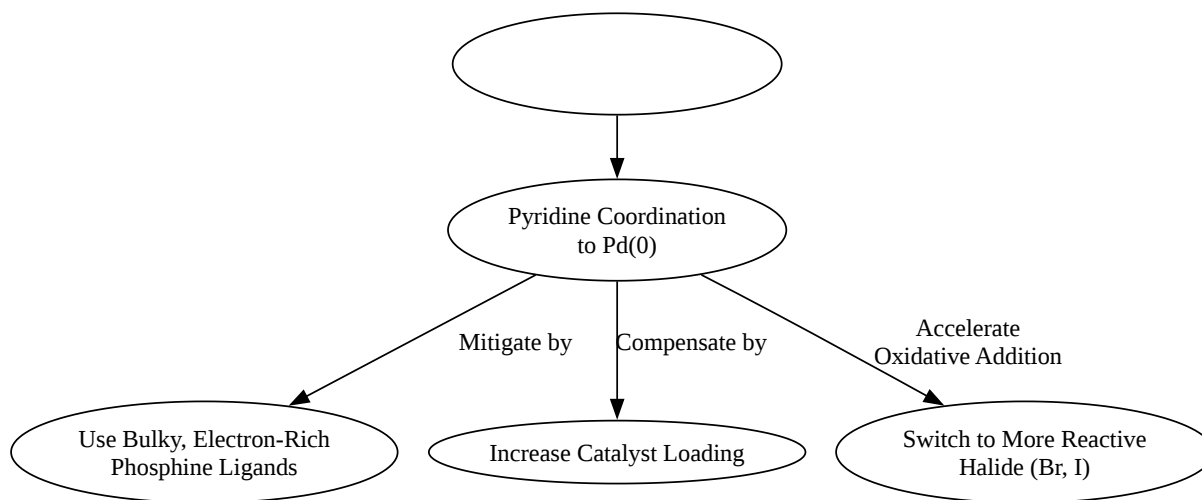 Pyridine Coordination
to Pd(0)
Mitigate by
Compensate by
Accelerate
Oxidative Addition
Use Bulky, Electron-Rich
Phosphine Ligands
Increase Catalyst Loading
Switch to More Reactive
Halide (Br, I)